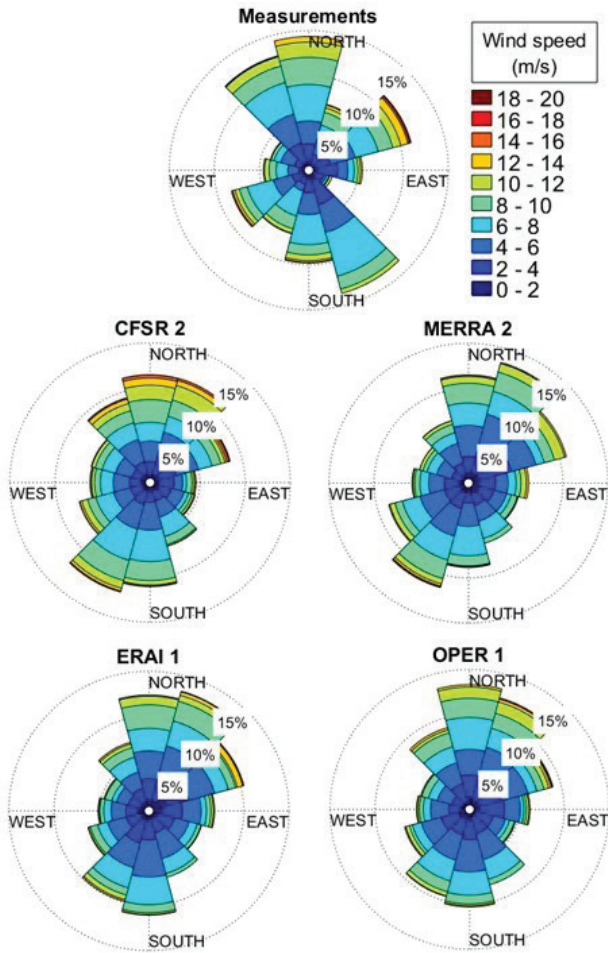 Measurements
NORTH
15%
10%
5%
WEST
EAST
SOUTH
Wind speed
(m/s)
18 - 20
16 - 18
14 - 16
12 - 14
10 - 12
8 - 10
6 - 8
4 - 6
2 - 4
0 - 2
CFSR 2
NORTH
15%
10%
5%
WEST
EAST
SOUTH
MERRA 2
NORTH
15%
10%
5%
WEST
EAST
SOUTH
ERAI 1
NORTH
15%
10%
5%
WEST
EAST
SOUTH
OPER 1
NORTH
15%
10%
5%
WEST
EAST
SOUTH